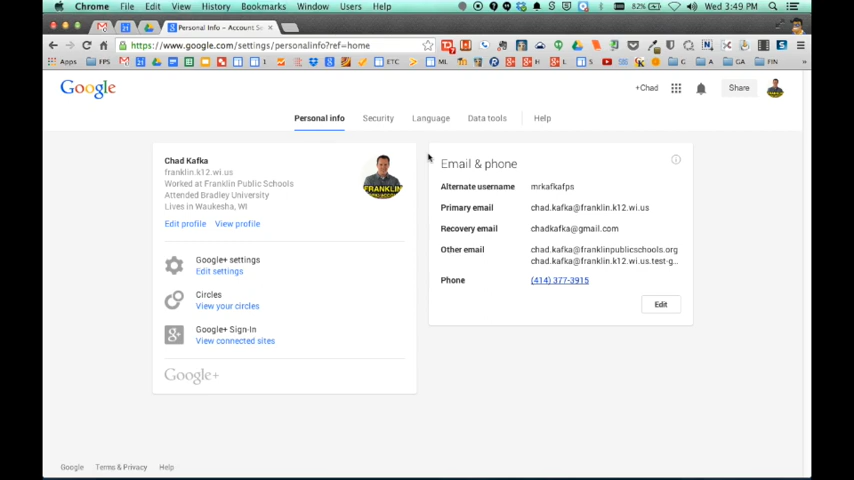 Chrome File Edit View History Bookmarks Window Users Help 82% Wed 3:49 PM
Personal Info – Account Se
https://www.google.com/settings/personalinfo?ref=home
Apps FPS ETC ML H L S G A GA FIN
Google +Chad Share
Personal info Security Language Data tools Help
Chad Kafka
franklin.k12.wi.us
Worked at Franklin Public Schools
Attended Bradley University
Lives in Waukesha, WI
FRANKLIN
Edit profile View profile
Google+ settings
Edit settings
Circles
View your circles
Google+ Sign-In
View connected sites
Google+
Email & phone
Alternate username mrkafkafps
Primary email chad.kafka@franklin.k12.wi.us
Recovery email chadkafka@gmail.com
Other email chad.kafka@franklinpublicschools.org
chad.kafka@franklin.k12.wi.us.test-g...
Phone (414) 377-3915
Edit
Google Terms & Privacy Help